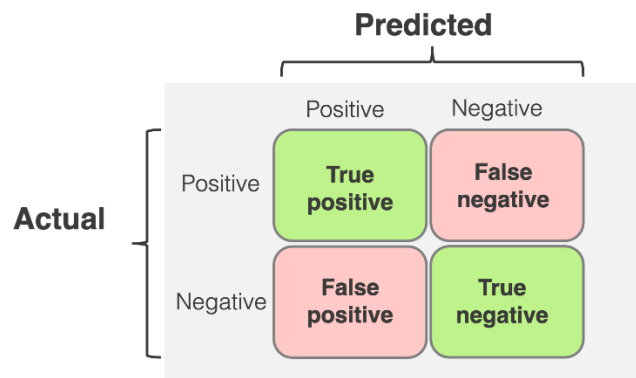 Predicted
Positive Negative
Positive
True
positive
False
negative
Actual
Negative
False
positive
True
negative